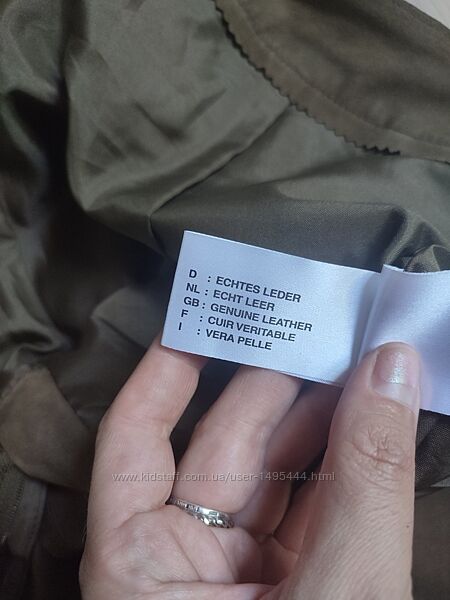 D : ECHTES LEDER
NL : ECHT LEER
GB : GENUINE LEATHER
F : CUIR VERITABLE
I : VERA PELLE
www.kidstaff.com.ua/user-1495444.html